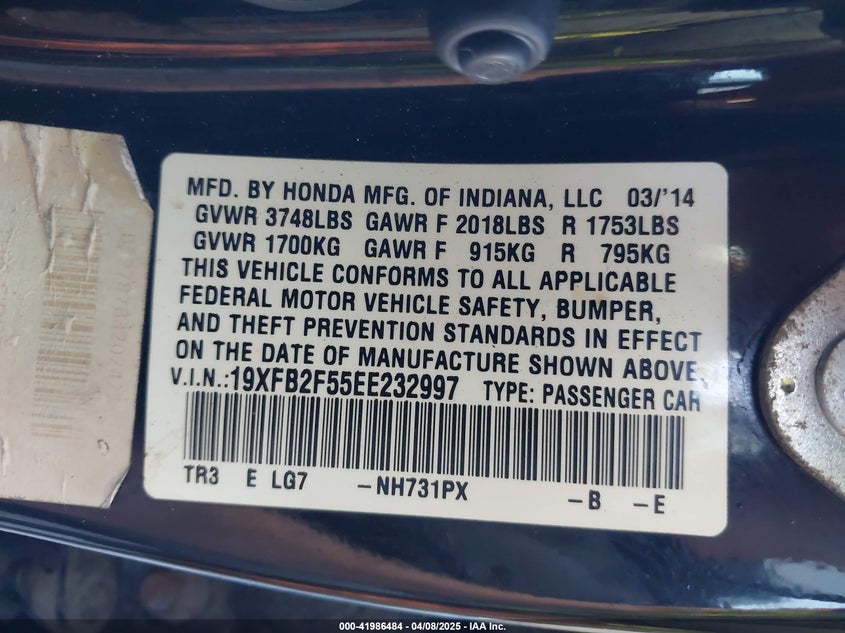 MFD. BY HONDA MFG. OF INDIANA, LLC 03/'14
GVWR 3748LBS GAWR F 2018LBS R 1753LBS
GVWR 1700KG GAWR F 915KG R 795KG
THIS VEHICLE CONFORMS TO ALL APPLICABLE
FEDERAL MOTOR VEHICLE SAFETY, BUMPER,
AND THEFT PREVENTION STANDARDS IN EFFECT
ON THE DATE OF MANUFACTURE SHOWN ABOVE.
V.I.N.:19XFB2F55EE232997 TYPE: PASSENGER CAR
TR3 E LG7 -NH731PX -B -E
000-41986484 - 04/08/2025 - IAA Inc.